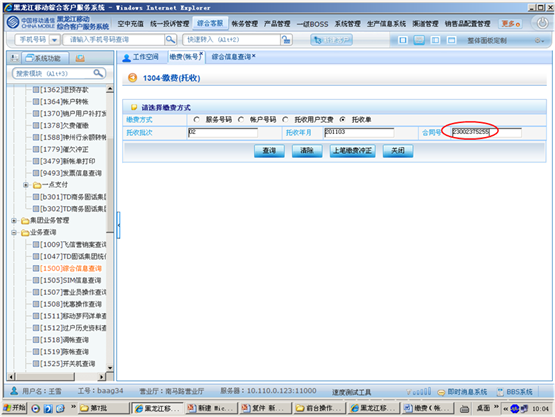 黑龙江移动综合客户服务系统 - Windows Internet Explorer
中国移动通信 CHINA MOBILE 黑龙江移动 综合客户服务系统 空中充值 统一投诉管理 综合客服 帐务管理 产品管理 一级BOSS 系统管理 生产信息系统 渠道管理 销售品配置管理 更多
手机号码 请输入手机号码查询 快速转入 (Alt+2) 整体面板定制
系统功能 工作空间 缴费(帐号) 综合信息查询
搜索模块 (Alt+3)
1304·缴费(托收)
[1362]退预存款
[1364]帐户转帐
[1370]销户用户补打发
[1378]欠费催缴
[1588]神州行余额转帐
[1779]催欠冲正
[3479]新帐单打印
[9493]发票信息查询
一点支付
[b301]TD商务固话集团
[b302]TD商务固话集团
集团业务管理
业务查询
[1009]飞信营销案查询
[1047]TD固话集团统付
[1500]综合信息查询
[1505]SIM信息查询
[1507]营业员操作查询
[1508]优惠操作查询
[1511]移动梦网详单查
[1512]过户历史资料查
[1518]调帐查询
[1519]陈帐查询
[1525]开关机查询
请选择缴费方式
缴费方式 服务号码 帐户号码 托收用户交费 托收单
托收批次 02 托收年月 201103 合同号 23002375255
查询 清除 上笔缴费冲正 关闭
用户名：王雪 工号：baag34 营业厅：南马路营业厅 服务器：10.110.0.123:11000 速度测试工具 即时消息系统 BBS系统
开始 第7批 黑龙江移... 新建 Mic... 复件 新... 前台操作... 黑龙江移... 缴费（帐... 桌面 10:04